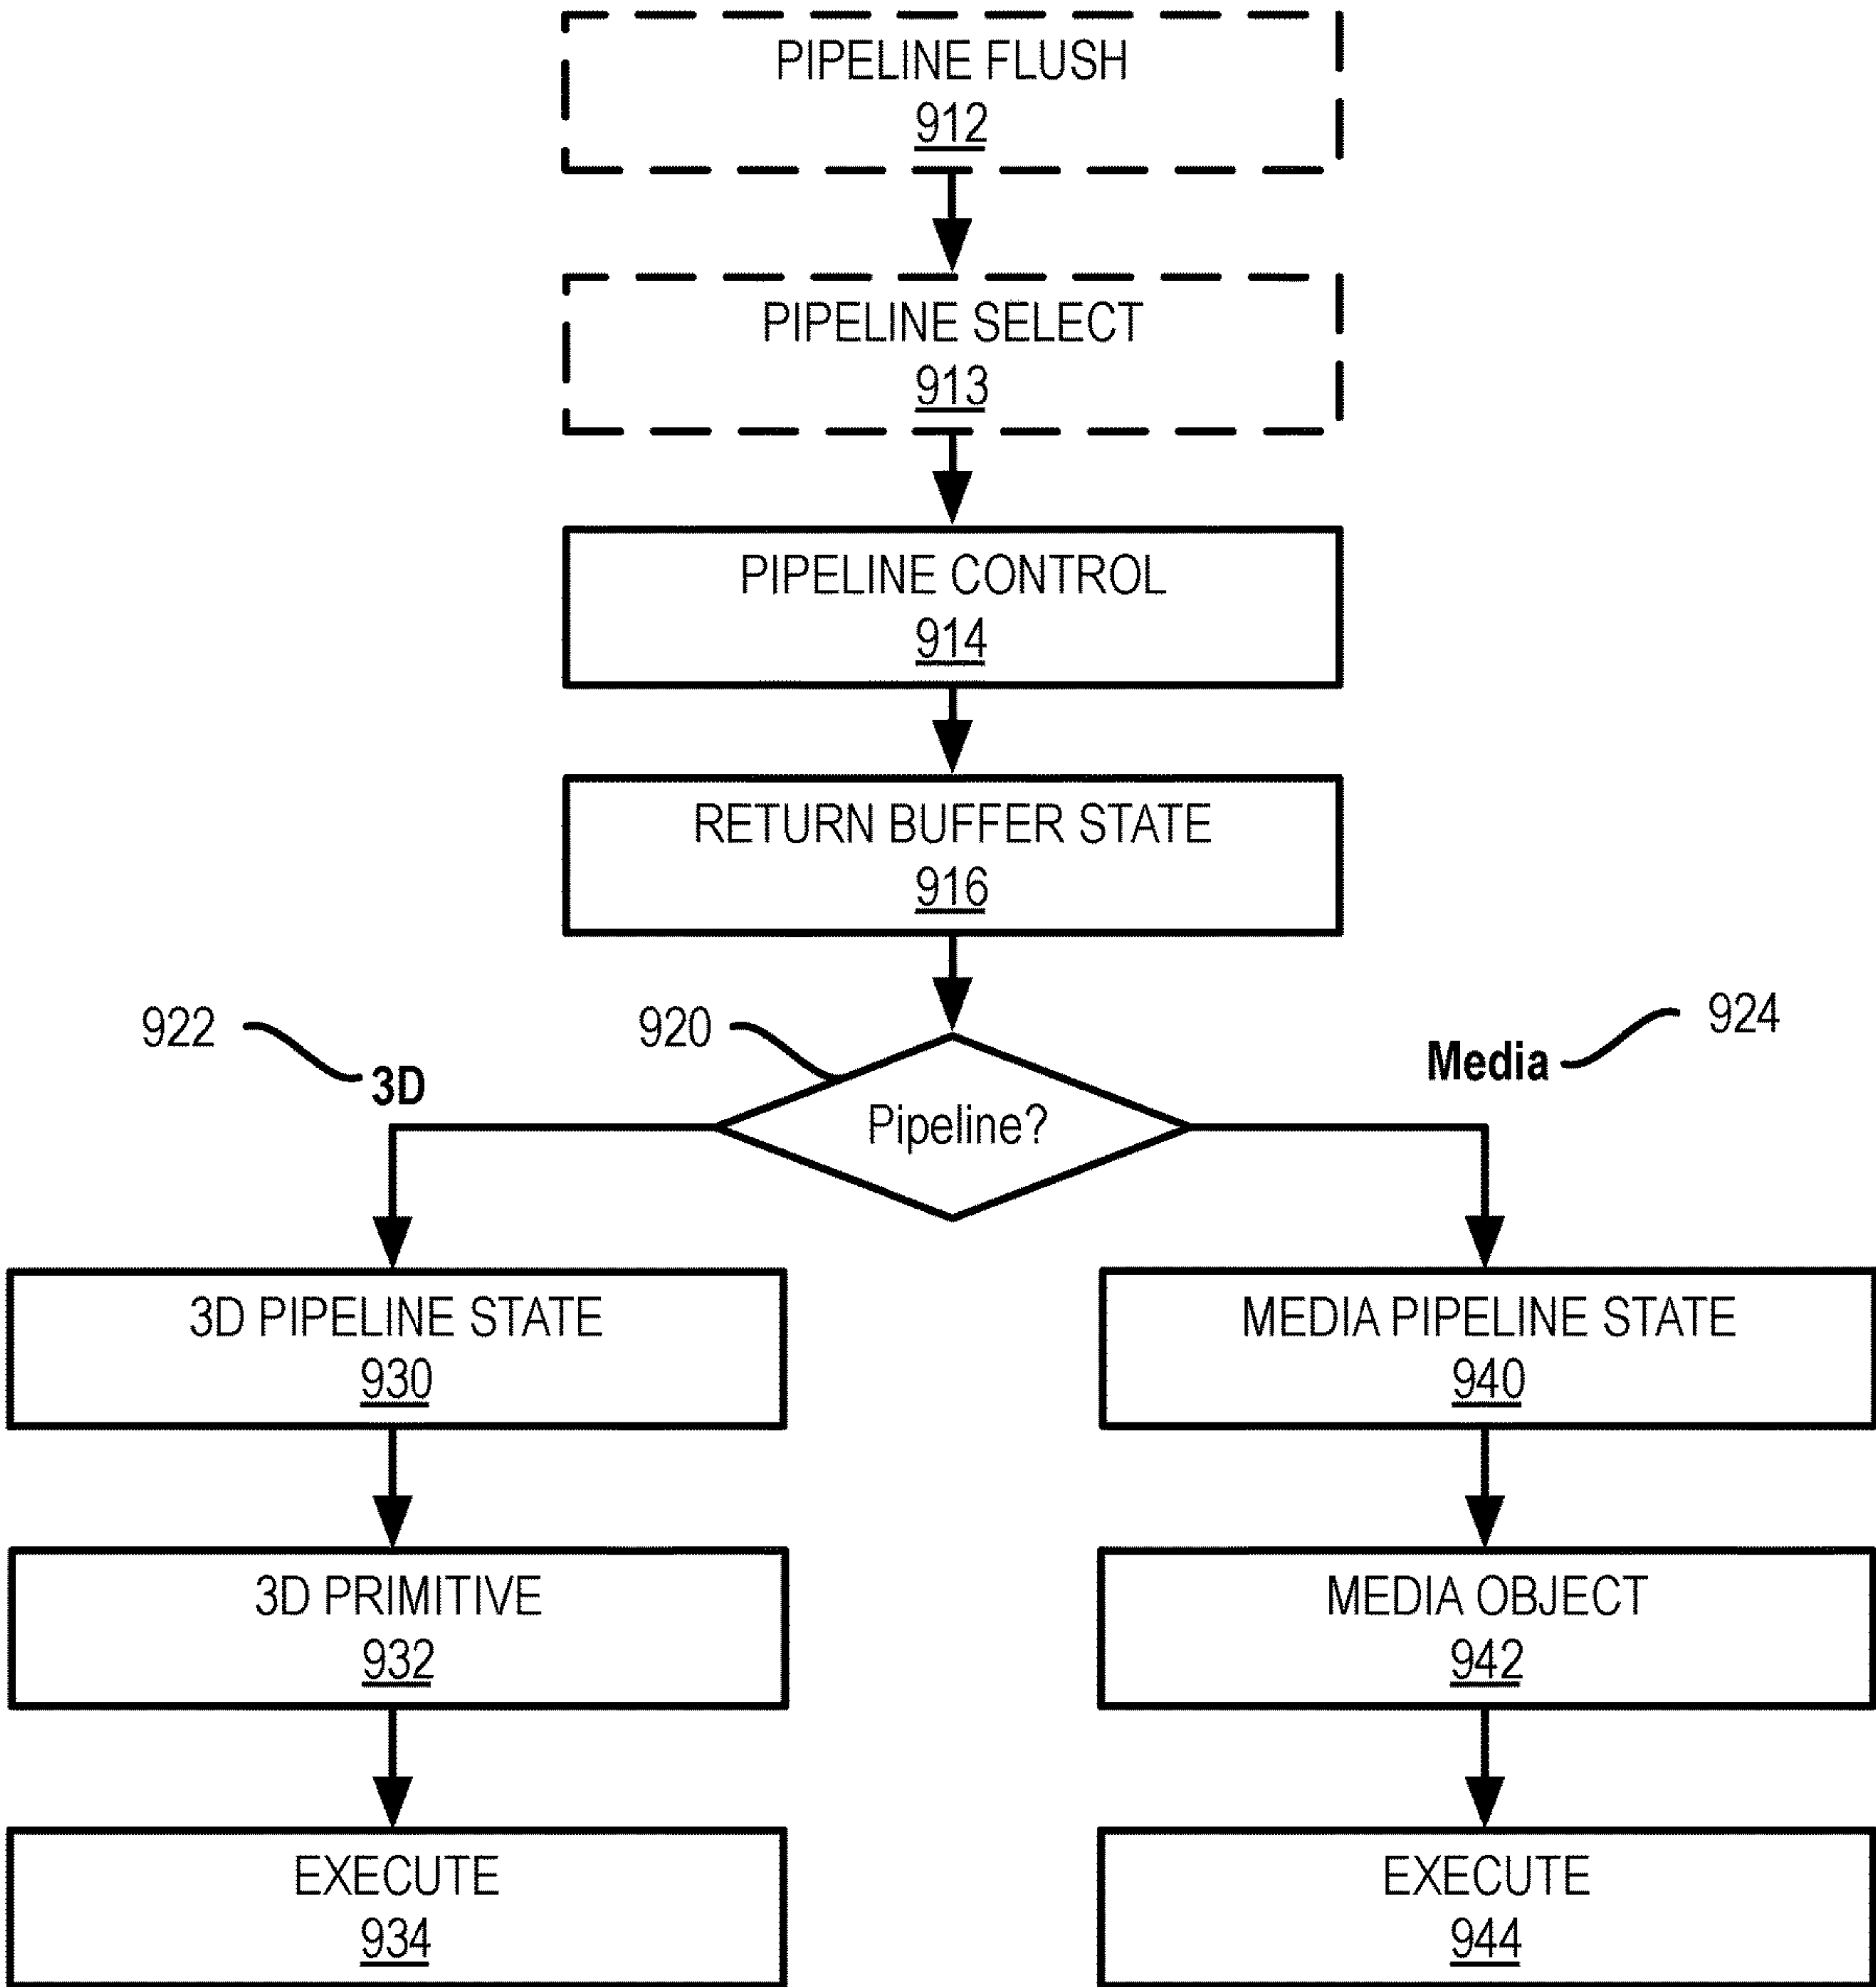 PIPELINE FLUSH
912
PIPELINE SELECT
913
PIPELINE CONTROL
914
RETURN BUFFER STATE
916
922
920
924
3D
Media
Pipeline?
3D PIPELINE STATE
930
MEDIA PIPELINE STATE
940
3D PRIMITIVE
932
MEDIA OBJECT
942
EXECUTE
934
EXECUTE
944